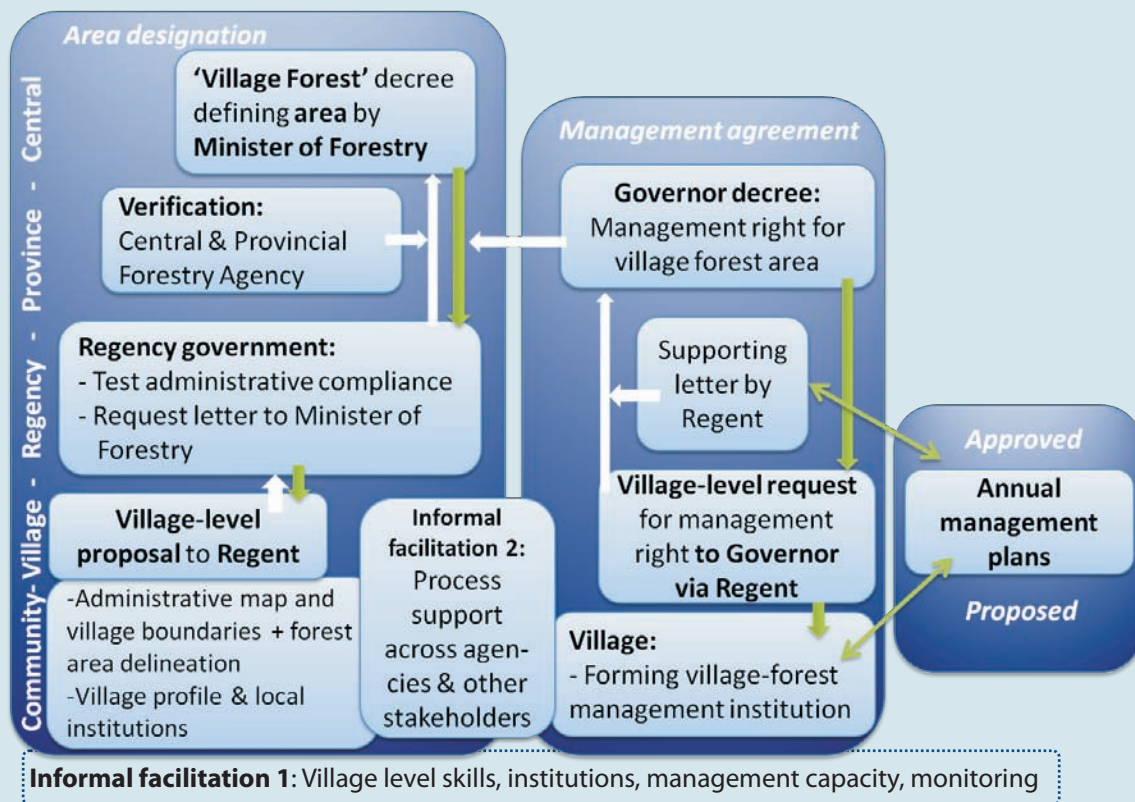 Area designation
Community- Village - Regency - Province - Central
'Village Forest' decree
defining area by
Minister of Forestry
Verification:
Central & Provincial
Forestry Agency
Regency government:
- Test administrative compliance
- Request letter to Minister of
Forestry
Village-level
proposal to Regent
-Administrative map and
village boundaries + forest
area delineation
-Village profile & local
institutions
Informal
facilitation 2:
Process
support
across agen-
cies & other
stakeholders
Management agreement
Governor decree:
Management right for
village forest area
Supporting
letter by
Regent
Village-level request
for management
right to Governor
via Regent
Village:
- Forming village-forest
management institution
Approved
Annual
management
plans
Proposed
Informal facilitation 1: Village level skills, institutions, management capacity, monitoring